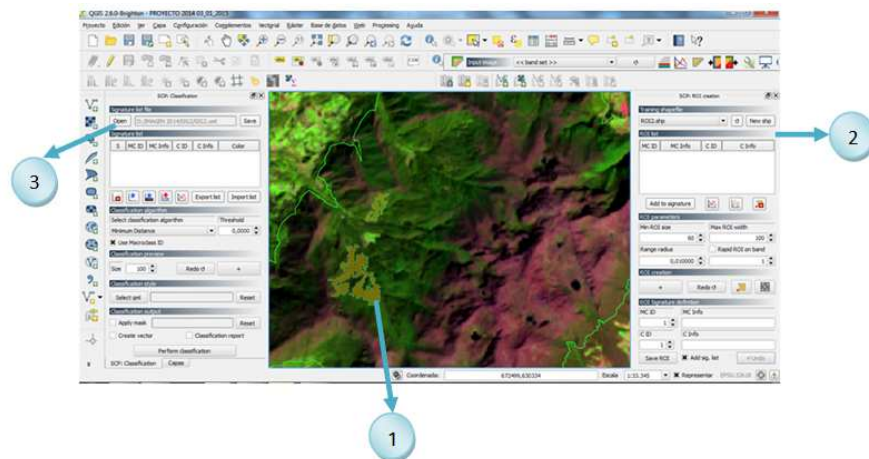 QGIS 2.6.0-Brighton - PROYECTO 2014 03_01_2015
Proyecto Edición Ver Capa Configuración Complementos Vectorial Ráster Base de datos Web Processing Ayuda
Input image << band set >>
SCP: Classification
Signature list file
Open Save
Signature list
S MC ID MC Info C ID C Info Color
Export list Import list
Classification algorithm
Select classification algorithm Threshold
Minimum Distance 0,0000
Use Macroclass ID
Classification preview
Size 100 Redo +
Classification style
Select qml Reset
Classification output
Apply mask Reset
Create vector Classification report
Perform classification
SCP: Classification Capas
SCP: ROI creation
Training shapefile
ROI2.shp New shp
ROI list
MC ID MC Info C ID C Info
Add to signature
ROI parameters
Min ROI size Max ROI width
60 100
Range radius Rapid ROI on band
0,010000 1
ROI creation
+ Redo
ROI Signature definition
MC ID MC Info
1
C ID C Info
1
Save ROI Add sig. list Undo
Coordenada: 672499,630334 Escala 1:55.345 Representar
1
2
3